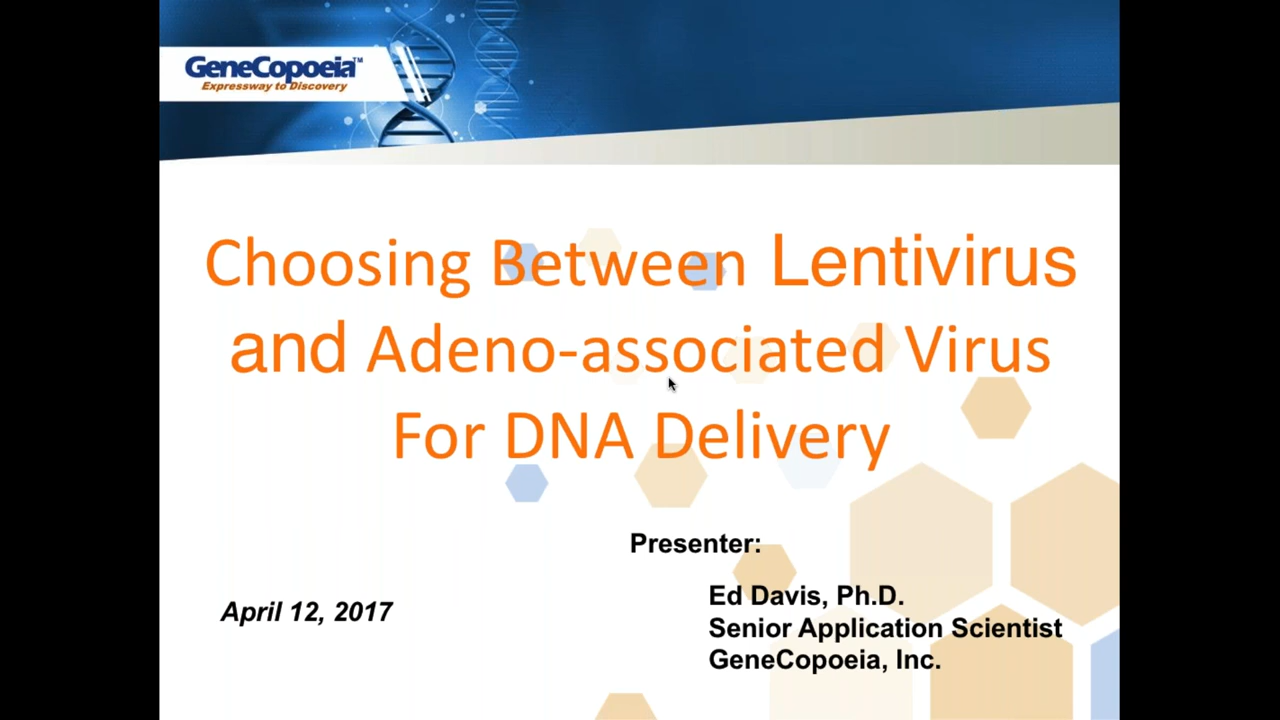 GeneCopoeia™
Expressway to Discovery
Choosing Between Lentivirus
and Adeno-associated Virus
For DNA Delivery
Presenter:
Ed Davis, Ph.D.
April 12, 2017
Senior Application Scientist
GeneCopoeia, Inc.